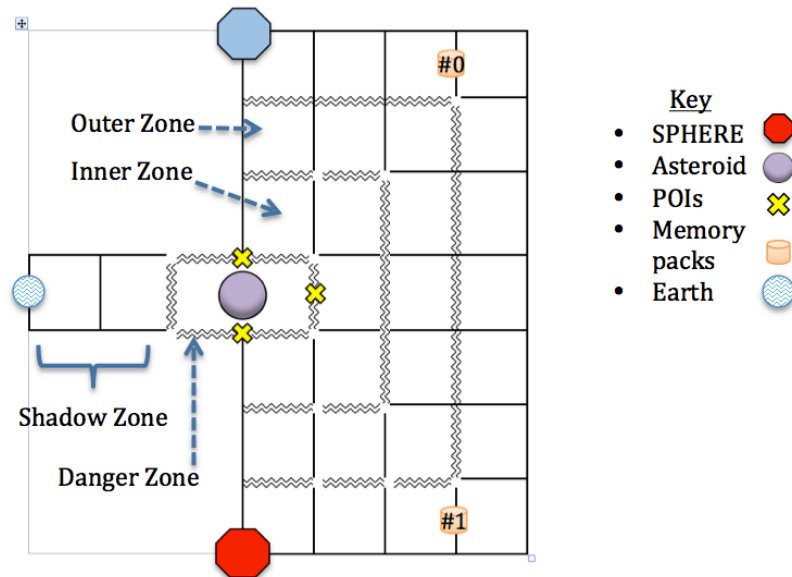 #0
Outer Zone
Inner Zone
Shadow Zone
Danger Zone
#1
Key
• SPHERE
• Asteroid
• POIs
• Memory
packs
• Earth